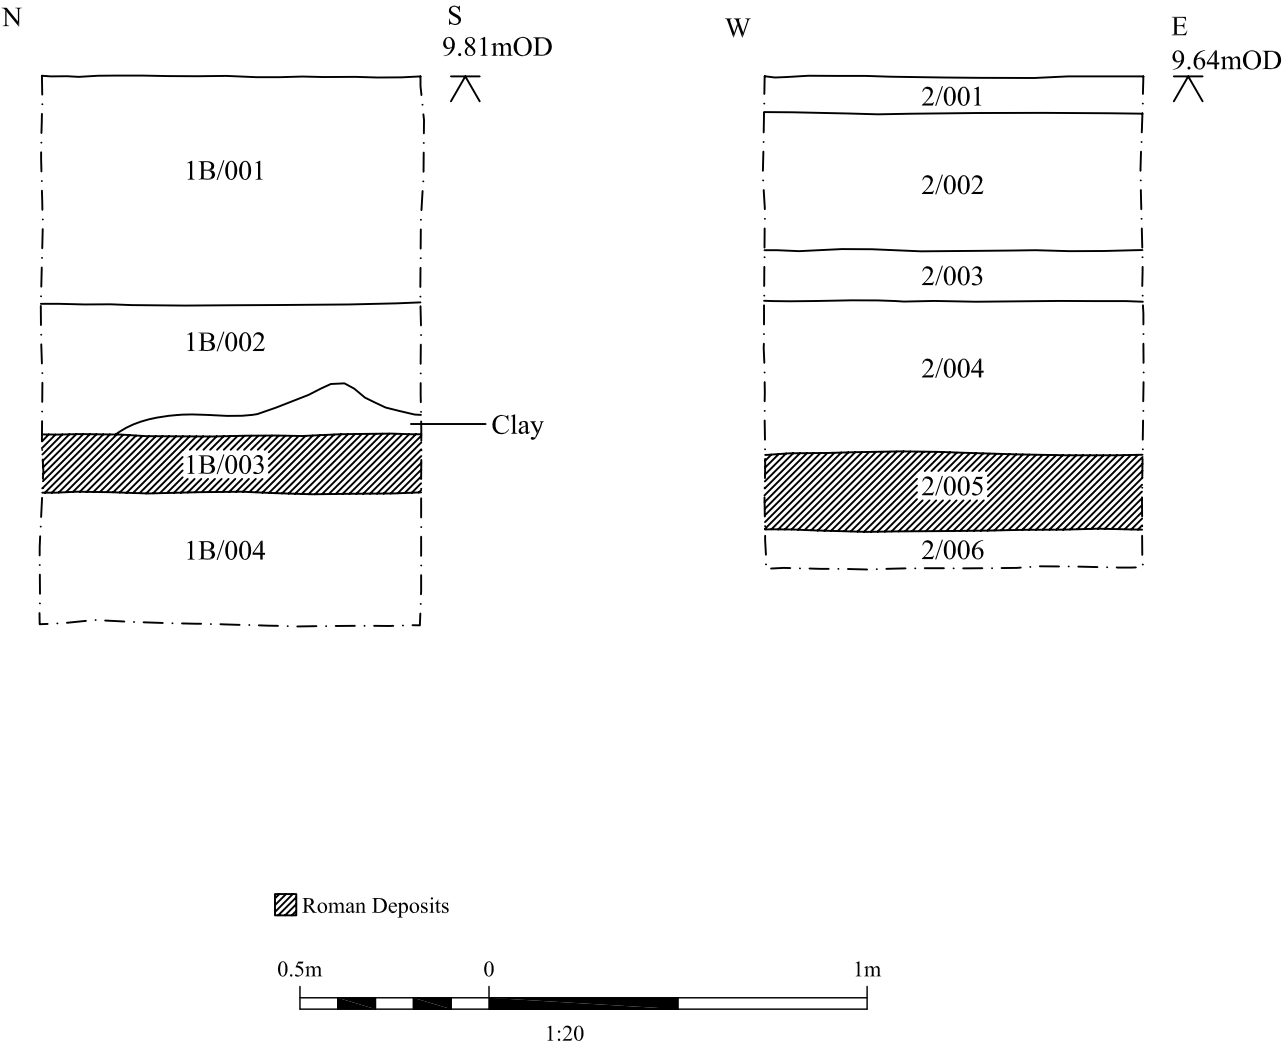 N
S
9.81mOD
1B/001
1B/002
Clay
1B/003
1B/004
W
E
9.64mOD
2/001
2/002
2/003
2/004
2/005
2/006
Roman Deposits
0.5m 0 1m
1:20